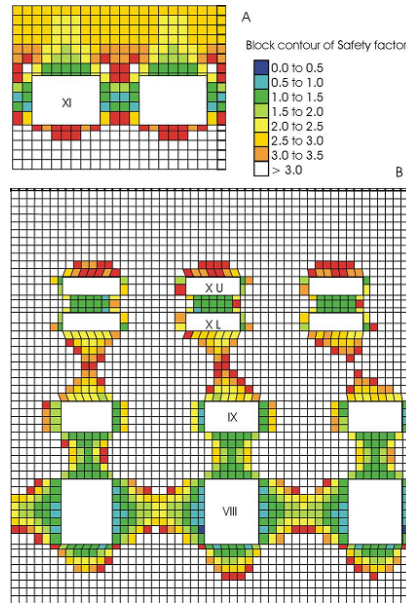 A
Block contour of Safety factor
0.0 to 0.5
0.5 to 1.0
1.0 to 1.5
1.5 to 2.0
2.0 to 2.5
2.5 to 3.0
3.0 to 3.5
> 3.0
XI
B
X U
X L
IX
VIII